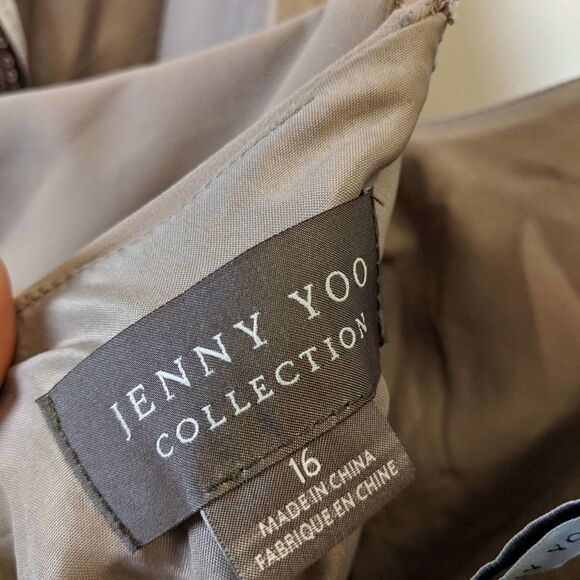 JENNY YOO
COLLECTION
16
MADE IN CHINA
FABRIQUE EN CHINE